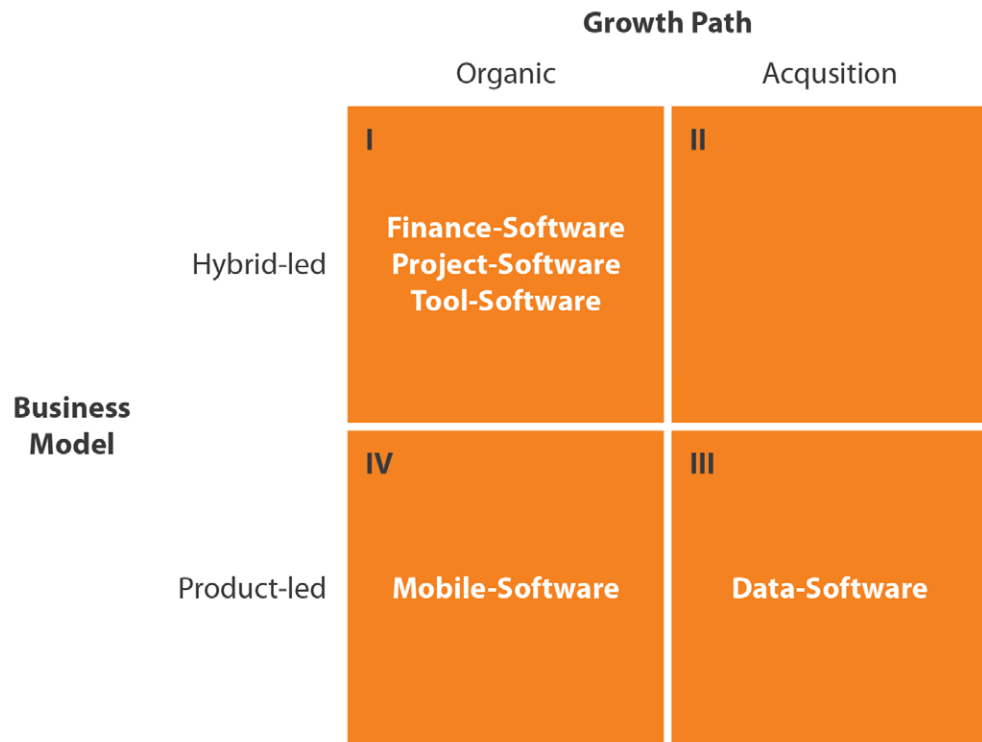 Growth Path
Organic
Acqusition
I
II
Finance-Software
Project-Software
Tool-Software
Hybrid-led
Business
Model
IV
III
Product-led
Mobile-Software
Data-Software